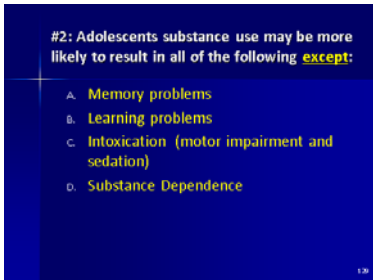 #2: Adolescents substance use may be more
likely to result in all of the following except:
A. Memory problems
B. Learning problems
C. Intoxication (motor impairment and
sedation)
D. Substance Dependence
129